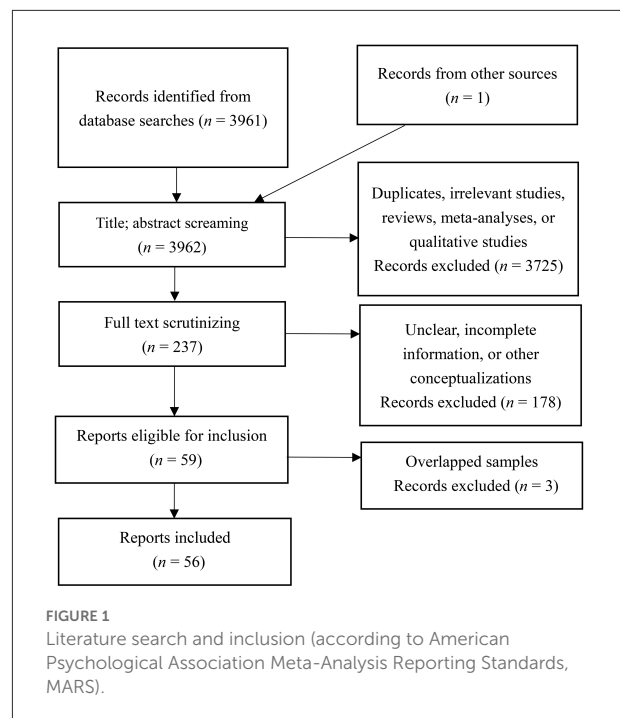 Records identified from
database searches (n = 3961)
Records from other sources
(n = 1)
Title; abstract screaming
(n = 3962)
Duplicates, irrelevant studies,
reviews, meta-analyses, or
qualitative studies
Records excluded (n = 3725)
Full text scrutinizing
(n = 237)
Unclear, incomplete
information, or other
conceptualizations
Records excluded (n = 178)
Reports eligible for inclusion
(n = 59)
Overlapped samples
Records excluded (n = 3)
Reports included
(n = 56)
FIGURE 1
Literature search and inclusion (according to American
Psychological Association Meta-Analysis Reporting Standards,
MARS).